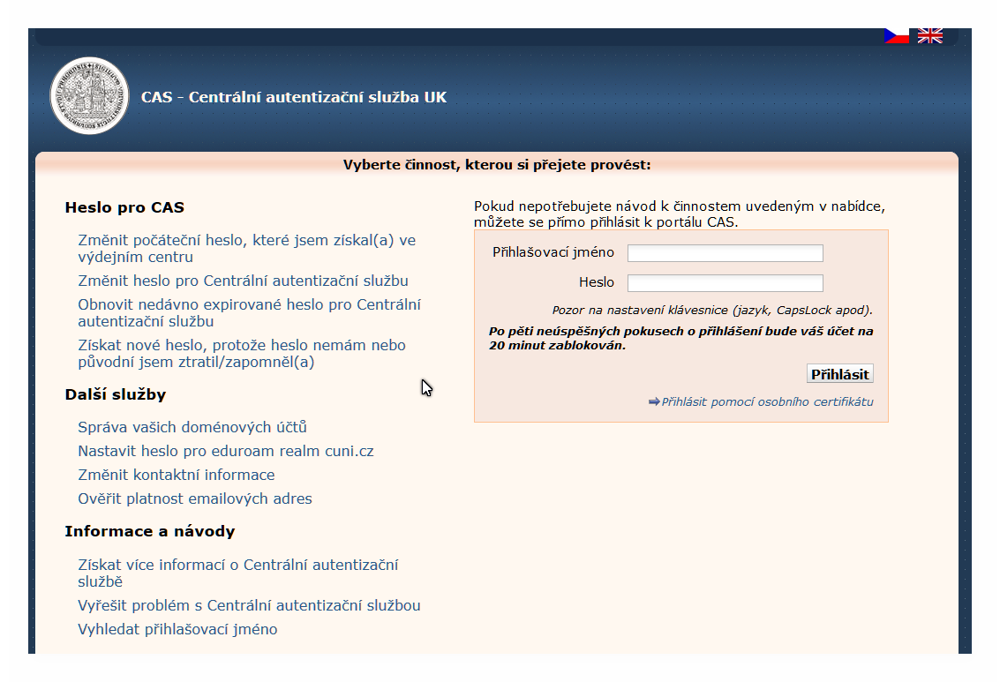 CAS - Centrální autentizační služba UK
Vyberte činnost, kterou si přejete provést:
Heslo pro CAS
Změnit počáteční heslo, které jsem získal(a) ve
výdejním centru
Změnit heslo pro Centrální autentizační službu
Obnovit nedávno expirované heslo pro Centrální
autentizační službu
Získat nové heslo, protože heslo nemám nebo
původní jsem ztratil/zapomněl(a)
Další služby
Správa vašich doménových účtů
Nastavit heslo pro eduroam realm cuni.cz
Změnit kontaktní informace
Ověřit platnost emailových adres
Informace a návody
Získat více informací o Centrální autentizační
službě
Vyřešit problém s Centrální autentizační službou
Vyhledat přihlašovací jméno
Pokud nepotřebujete návod k činnostem uvedeným v nabídce,
můžete se přímo přihlásit k portálu CAS.
Přihlašovací jméno
Heslo
Pozor na nastavení klávesnice (jazyk, CapsLock apod).
Po pěti neúspěšných pokusech o přihlášení bude váš účet na
20 minut zablokován.
Přihlásit
Přihlásit pomocí osobního certifikátu